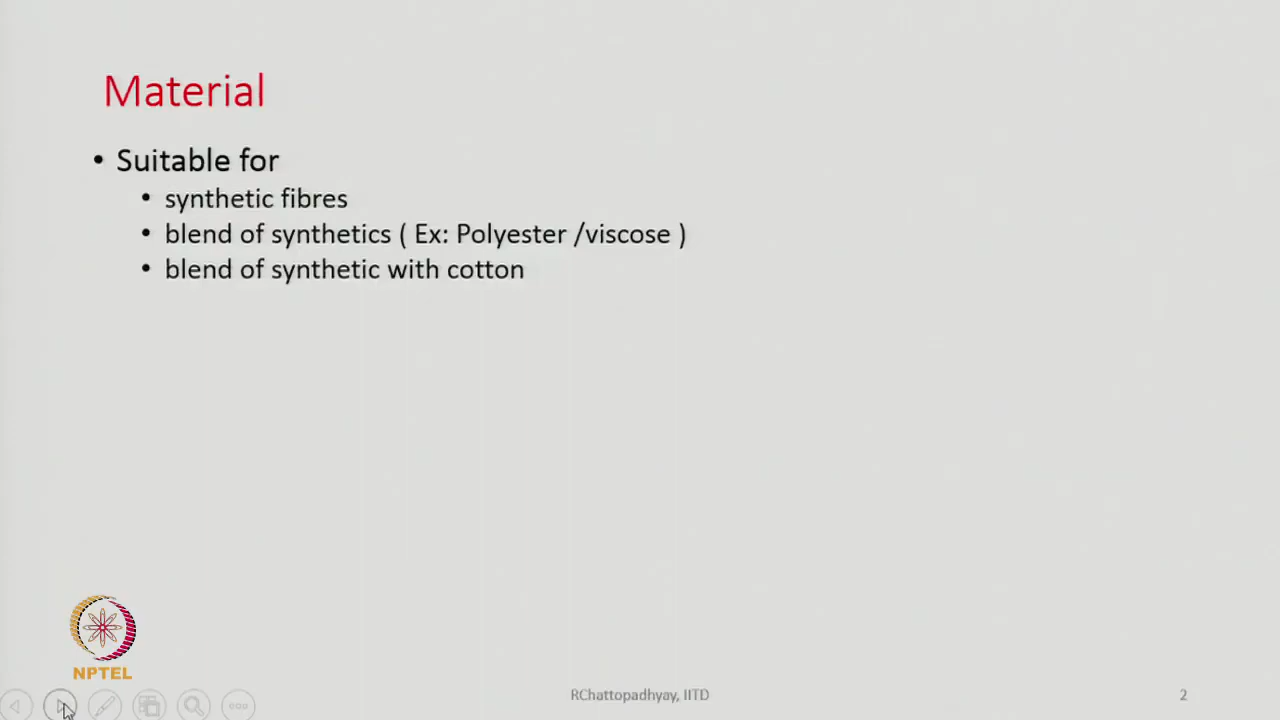 Material
• Suitable for
• synthetic fibres
• blend of synthetics ( Ex: Polyester /viscose )
• blend of synthetic with cotton
NPTEL
RChattopadhyay, IITD
2